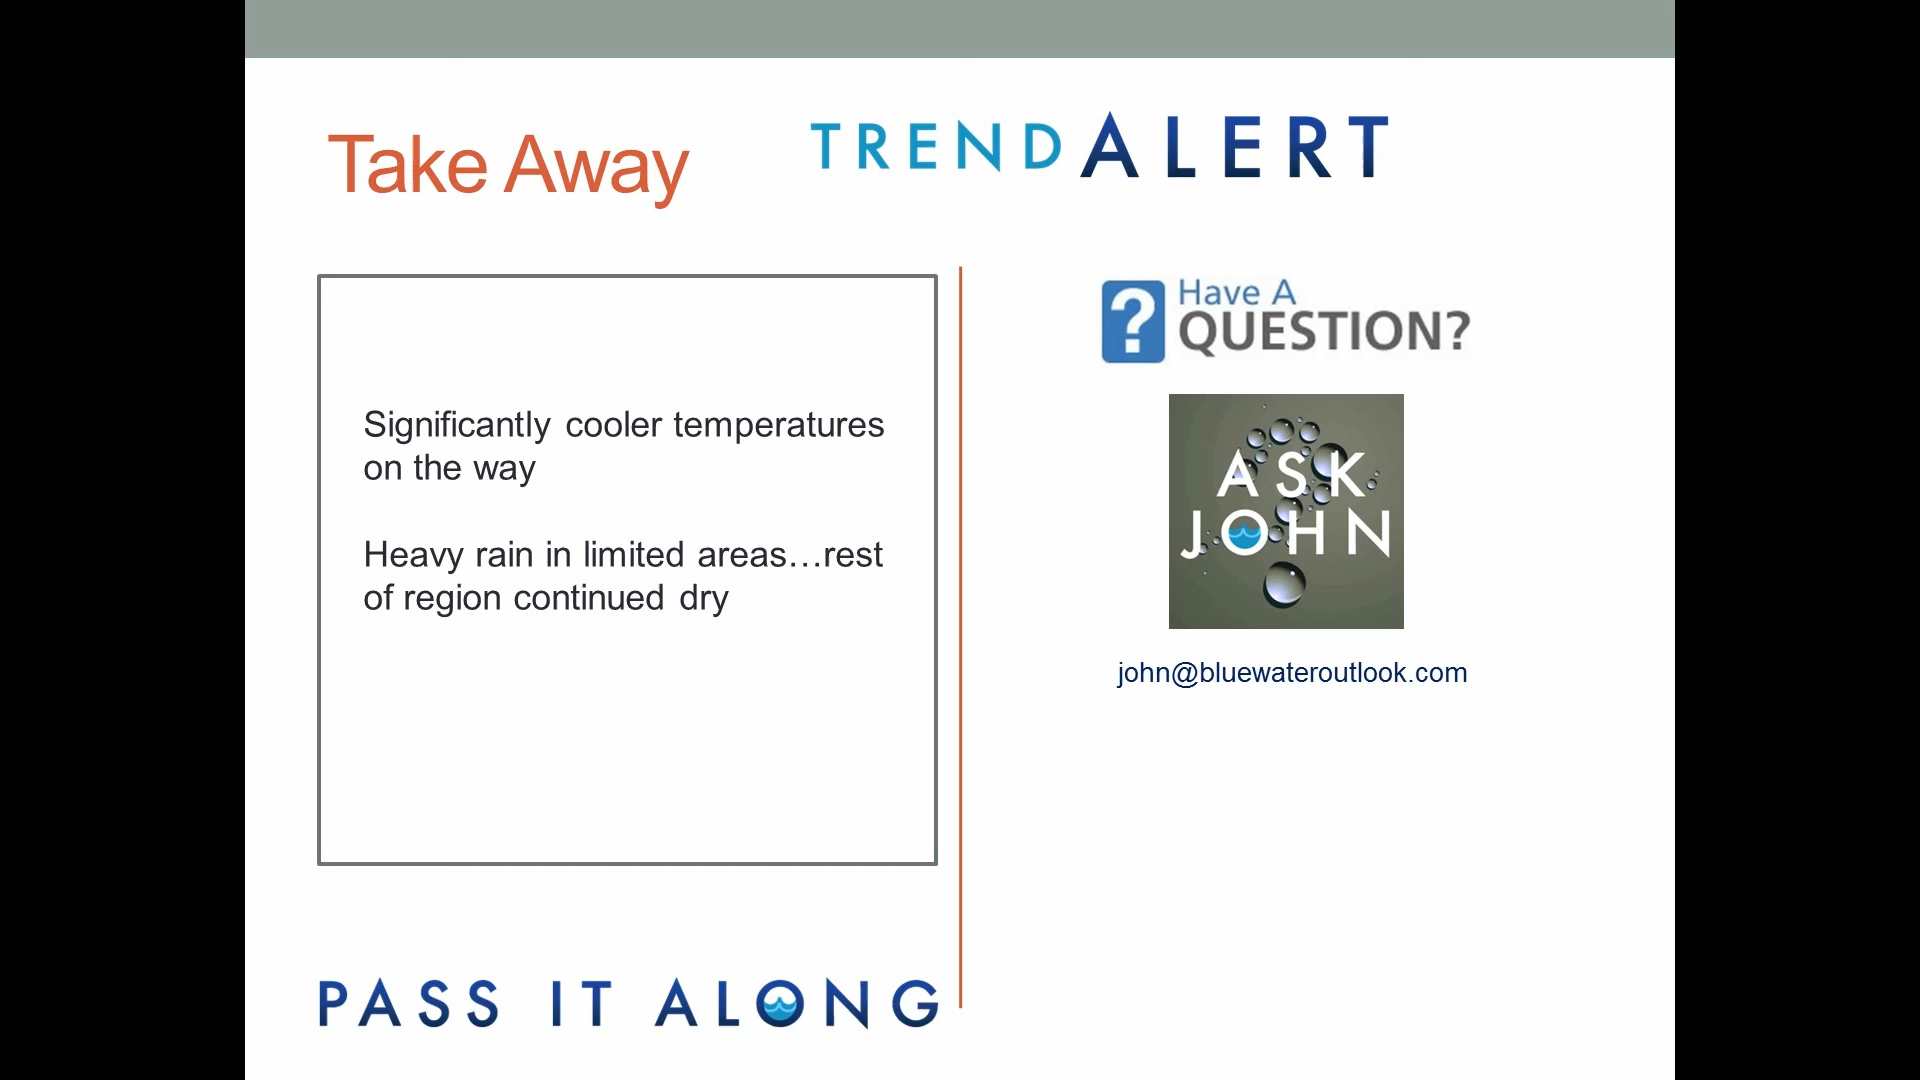 Take Away
TRENDALERT
Significantly cooler temperatures
on the way
Heavy rain in limited areas…rest
of region continued dry
PASS IT ALONG
?
Have A
QUESTION?
ASK
JOHN
john@bluewateroutlook.com